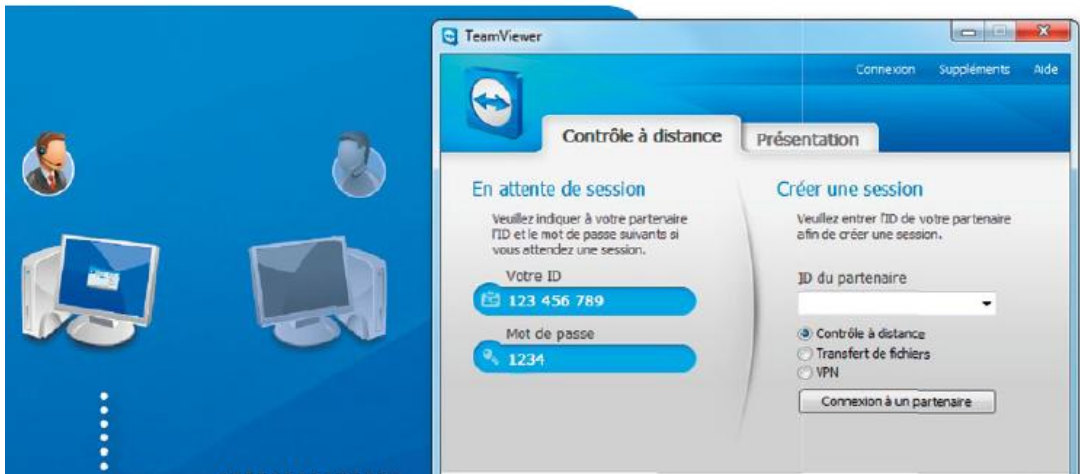 TeamViewer
Connexion Suppléments Aide
Contrôle à distance Présentation
En attente de session
Veuillez indiquer à votre partenaire
l'ID et le mot de passe suivants si
vous attendez une session.
Votre ID
123 456 789
Mot de passe
1234
Créer une session
Veuillez entrer l'ID de votre partenaire
afin de créer une session.
ID du partenaire
Contrôle à distance
Transfert de fichiers
VPN
Connexion à un partenaire